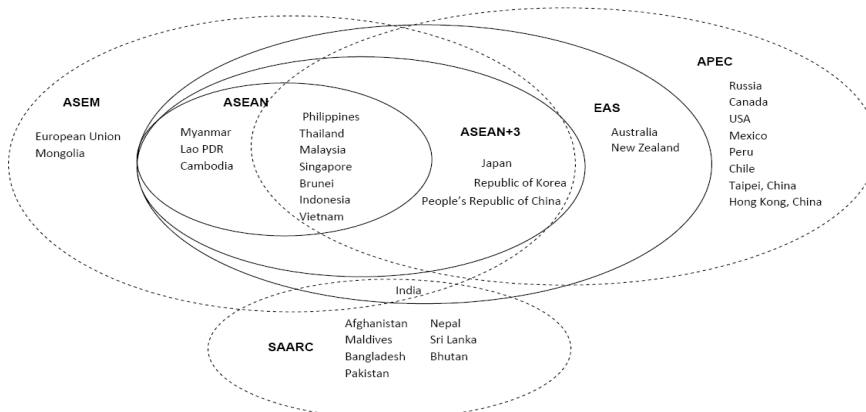 APEC
ASEM
ASEAN
EAS
ASEAN+3
European Union
Mongolia
Myanmar
Lao PDR
Cambodia
Philippines
Thailand
Malaysia
Singapore
Brunei
Indonesia
Vietnam
Japan
Republic of Korea
People's Republic of China
Australia
New Zealand
Russia
Canada
USA
Mexico
Peru
Chile
Taipei, China
Hong Kong, China
India
SAARC
Afghanistan
Maldives
Bangladesh
Pakistan
Nepal
Sri Lanka
Bhutan